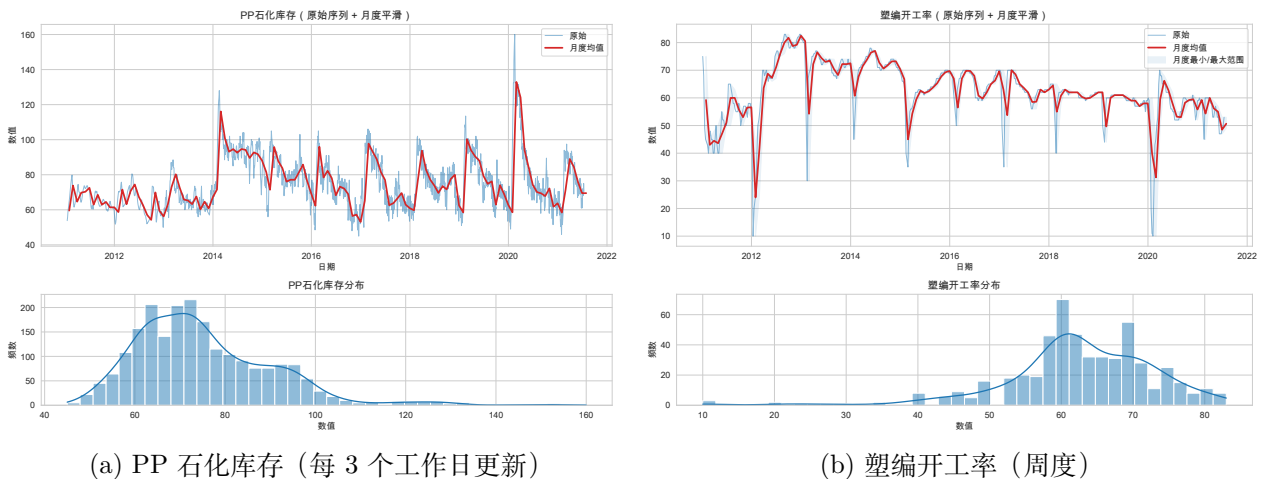 PP石化库存（原始序列 + 月度平滑）
原始
月度均值
160
140
120
100
80
60
40
数值
2012
2014
2016
2018
2020
2022
日期
PP石化库存分布
200
150
100
50
0
频数
40
60
80
100
120
140
160
数值
(a) PP 石化库存（每 3 个工作日更新）
塑编开工率（原始序列 + 月度平滑）
原始
月度均值
月度最小/最大范围
80
70
60
50
40
30
20
10
数值
2012
2014
2016
2018
2020
2022
日期
塑编开工率分布
60
40
20
0
频数
10
20
30
40
50
60
70
80
数值
(b) 塑编开工率（周度）